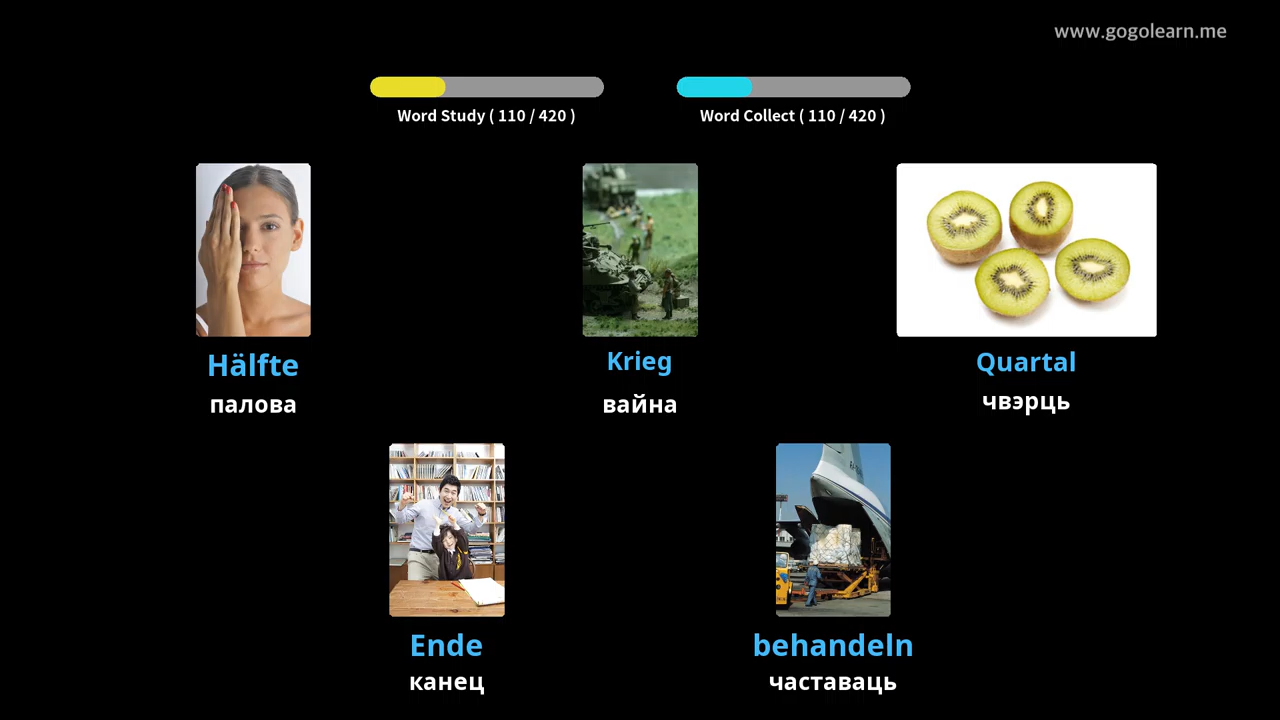 www.gogolearn.me
Word Study ( 110 / 420 )
Word Collect ( 110 / 420 )
Hälfte
палова
Krieg
вайна
Quartal
чвэрць
Ende
канец
behandeln
частаваць